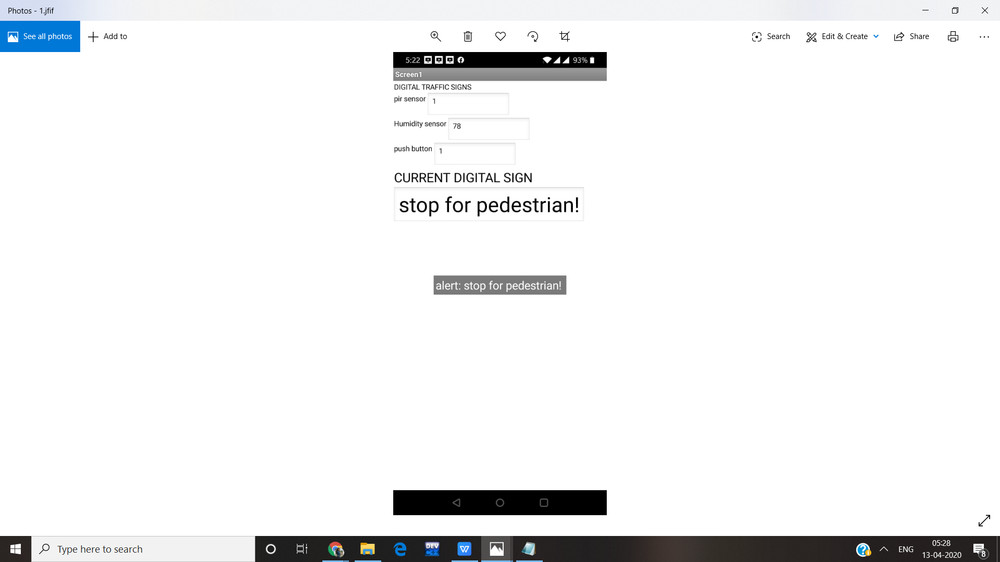 Photos - 1.jfif
See all photos
Add to
Search
Edit & Create
Share
5:22
93%
Screen1
DIGITAL TRAFFIC SIGNS
pir sensor 1
Humidity sensor 78
push button 1
CURRENT DIGITAL SIGN
stop for pedestrian!
alert: stop for pedestrian!
Type here to search
DEV
W
ENG
05:28
13-04-2020
8